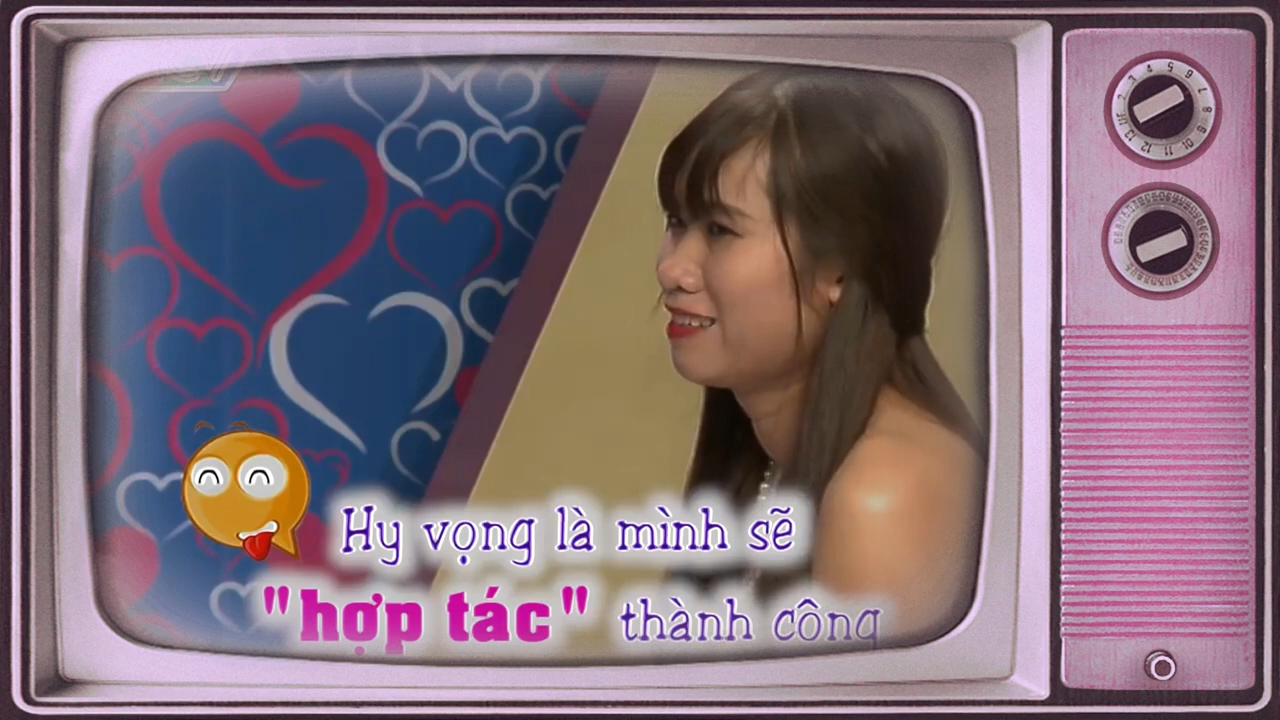 Hy vọng là mình sẽ
"hợp tác" thành công